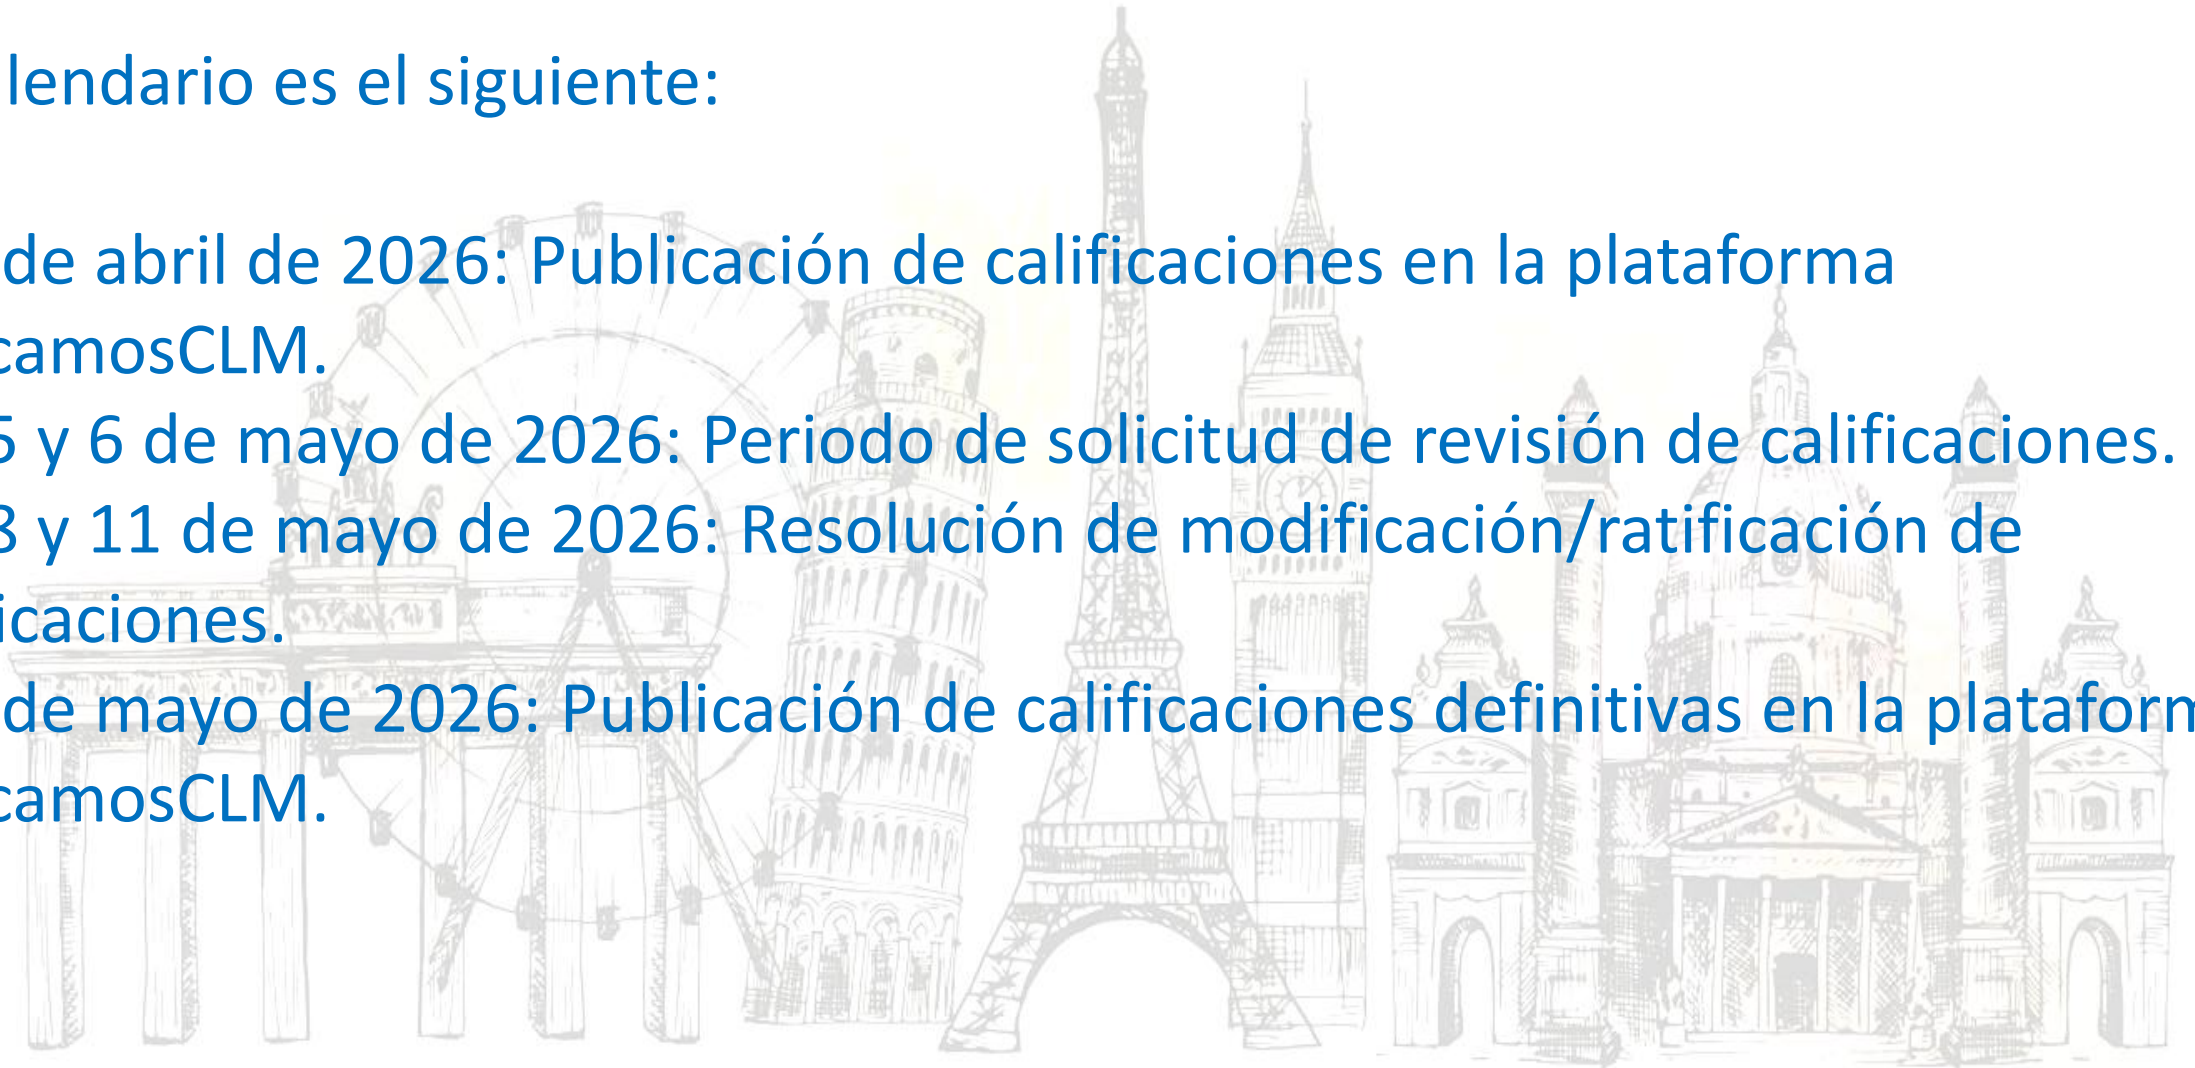 lendario es el siguiente:
de abril de 2026: Publicación de calificaciones en la plataforma
camosCLM.
5 y 6 de mayo de 2026: Periodo de solicitud de revisión de calificaciones.
8 y 11 de mayo de 2026: Resolución de modificación/ratificación de
icaciones.
de mayo de 2026: Publicación de calificaciones definitivas en la plataform
camosCLM.